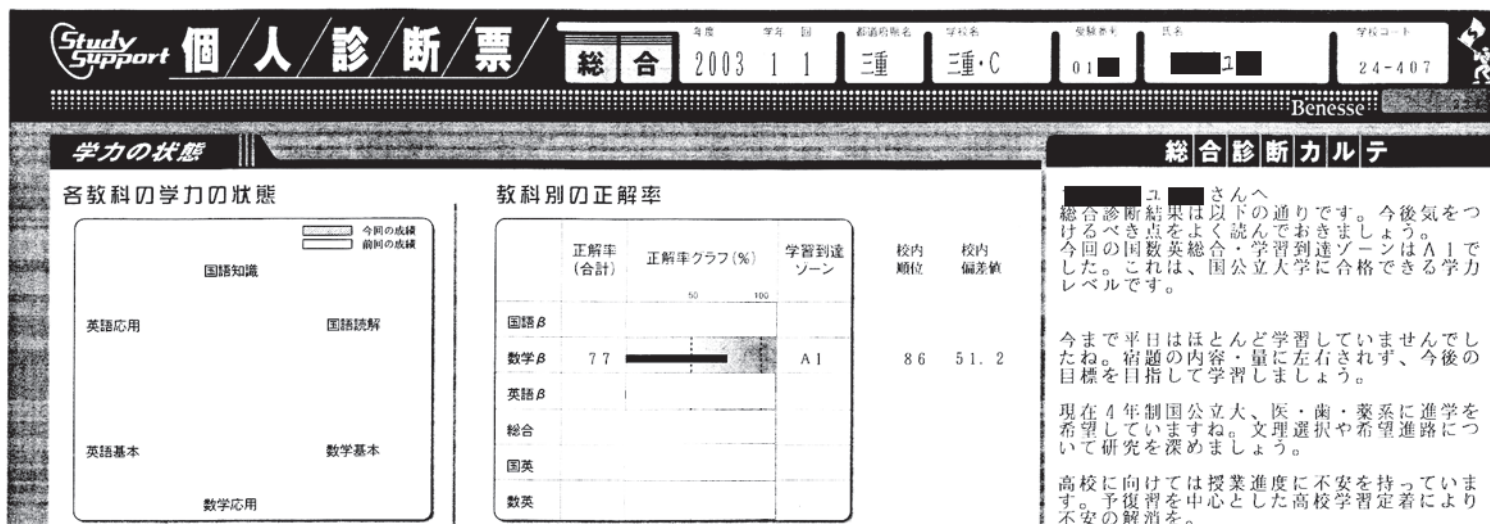 Study Support 個人診断票
総合
年度 学年 回
2003 1 1
都道府県名
三重
学校名
三重・C
受験番号
01
氏名
ユ
学校コード
24-407
Benesse
学力の状態
各教科の学力の状態
今回の成績
前回の成績
国語知識
英語応用
国語読解
英語基本
数学基本
数学応用
教科別の正解率
正解率(合計) 正解率グラフ(%) 学習到達ゾーン 校内順位 校内偏差値
50 100
国語β
数学β 77 A1 86 51.2
英語β
総合
国英
数英
総合診断カルテ
ユ さんへ
総合診断結果は以下の通りです。今後気をつ
けるべき点をよく読んでおきましょう。
今回の国数英総合・学習到達ゾーンはA1で
した。これは、国公立大学に合格できる学力
レベルです。
今まで平日はほとんど学習していませんでし
たね。宿題の内容・量に左右されず、今後の
目標を目指して学習しましょう。
現在4年制国公立大、医・歯・薬系に進学を
希望していますね。文理選択や希望進路につ
いて研究を深めましょう。
高校に向けては授業進度に不安を持っていま
す。予復習を中心とした高校学習定着により
不安の解消を。